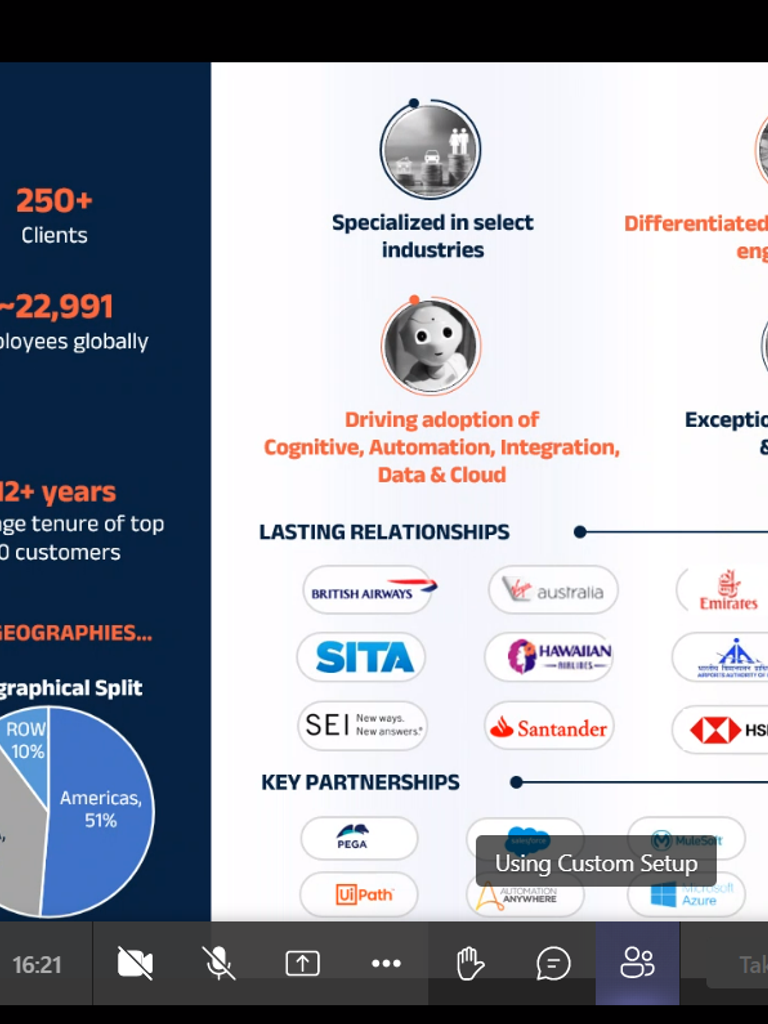 250+
Clients
~22,991
ployees globally
12+ years
ge tenure of top
0 customers
GEOGRAPHIES...
graphical Split
ROW
10%
Americas,
51%
Specialized in select
industries
Differentiated
eng
Driving adoption of
Cognitive, Automation, Integration,
Data & Cloud
Exceptio
&
LASTING RELATIONSHIPS
BRITISH AIRWAYS
Virgin australia
Emirates
SITA
HAWAIIAN
AIRLINES
भारतीय विमानपत्तन
AIRPORTS AUTHORITY OF
SEI New ways.
New answers.®
Santander
HS
KEY PARTNERSHIPS
PEGA
salesforce
MuleSoft
Using Custom Setup
UiPath
AUTOMATION
ANYWHERE
Microsoft
Azure
16:21
Tak